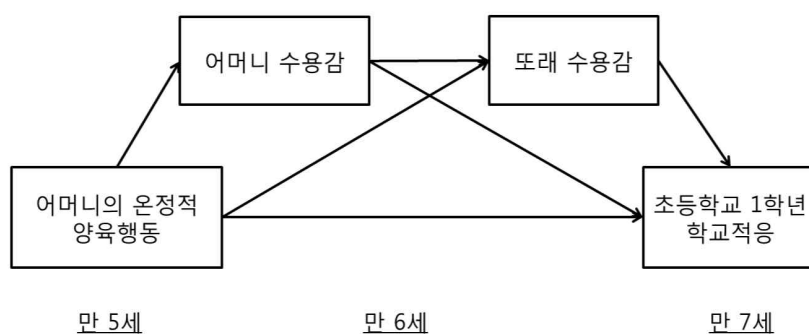 어머니 수용감
또래 수용감
어머니의 온정적
양육행동
초등학교 1학년
학교적응
만 5세
만 6세
만 7세